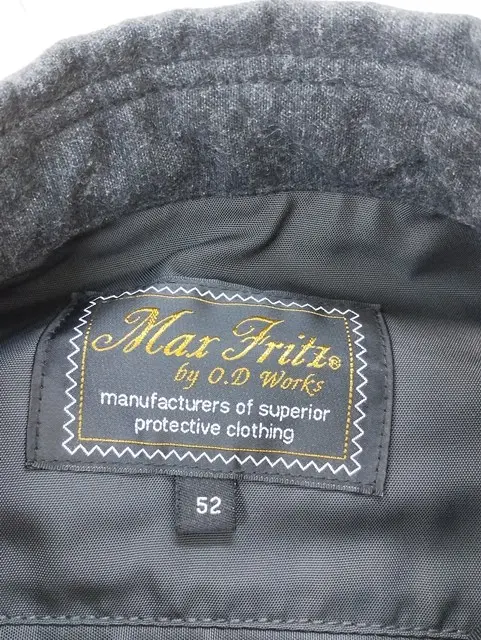 Max Fritz®
by O.D Works
manufacturers of superior
protective clothing
52